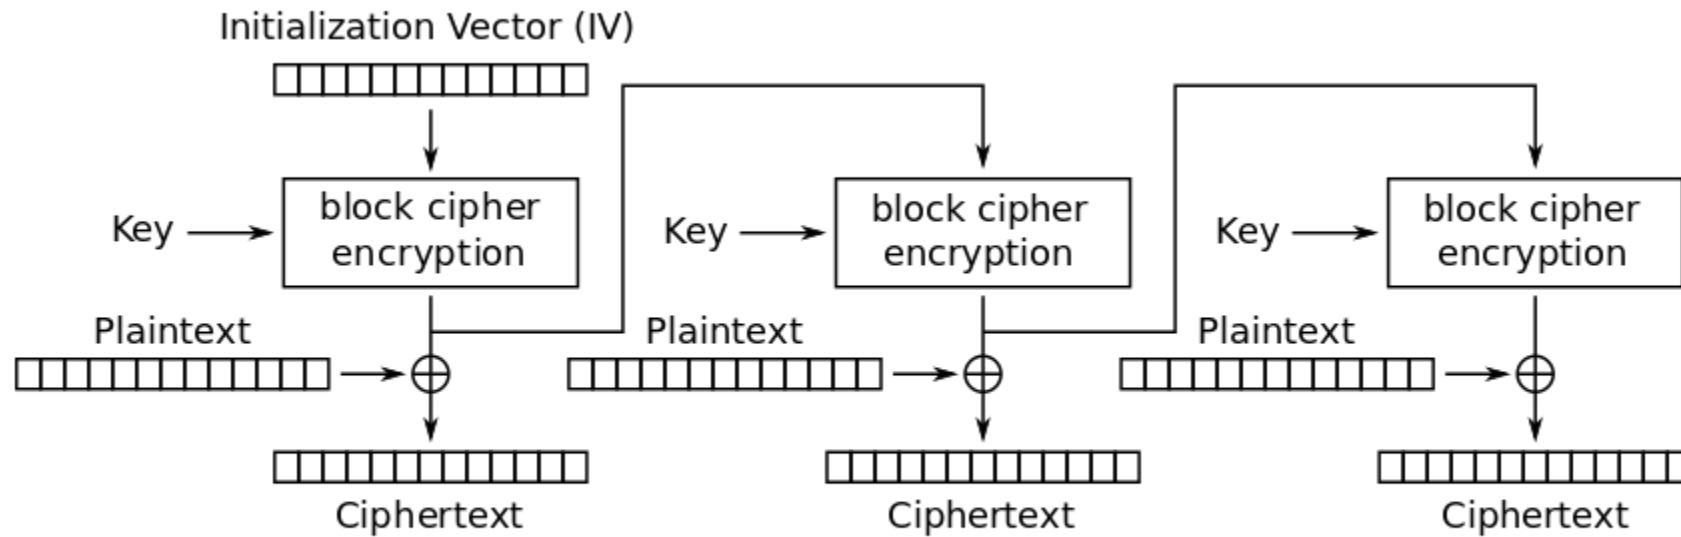 Initialization Vector (IV)
block cipher
encryption
Key
Plaintext
Ciphertext
block cipher
encryption
Key
Plaintext
Ciphertext
block cipher
encryption
Key
Plaintext
Ciphertext